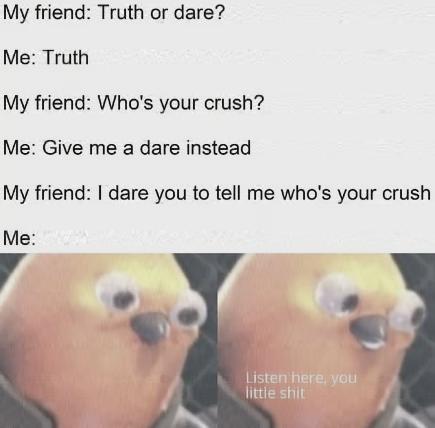 My friend: Truth or dare?
Me: Truth
My friend: Who's your crush?
Me: Give me a dare instead
My friend: I dare you to tell me who's your crush
Me:
Listen here, you
little shit